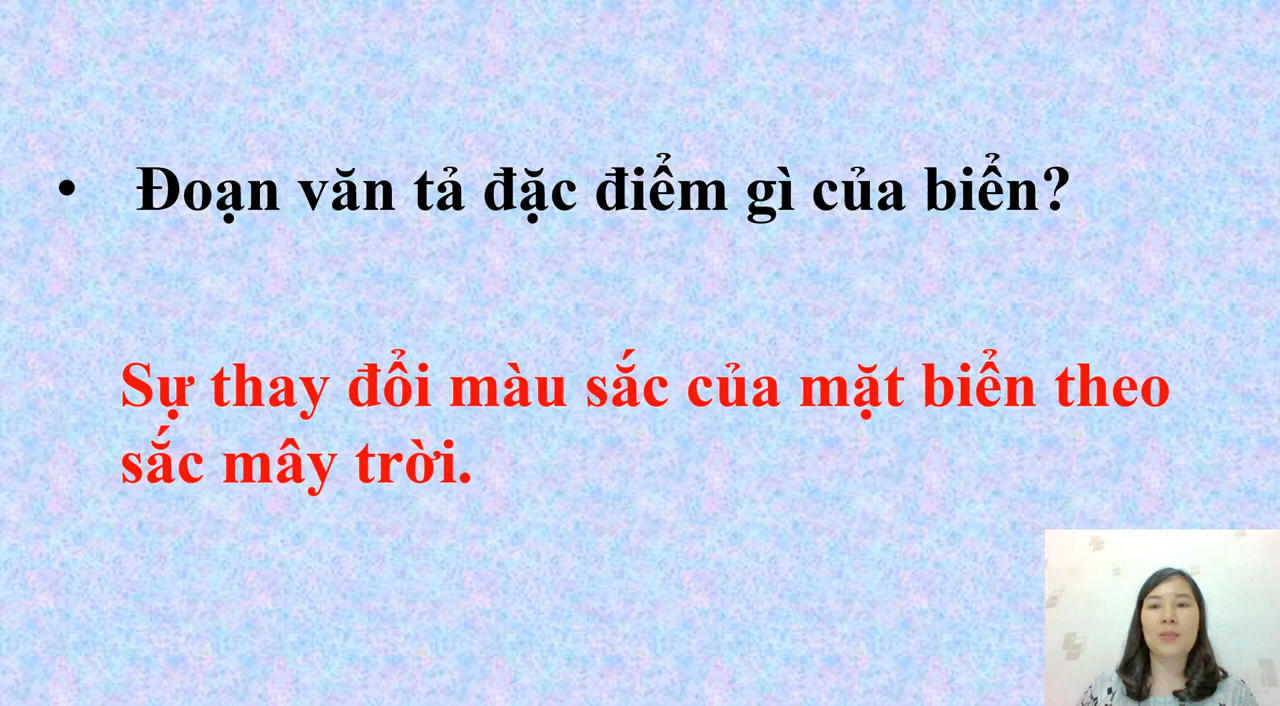 • Đoạn văn tả đặc điểm gì của biển?
Sự thay đổi màu sắc của mặt biển theo
sắc mây trời.